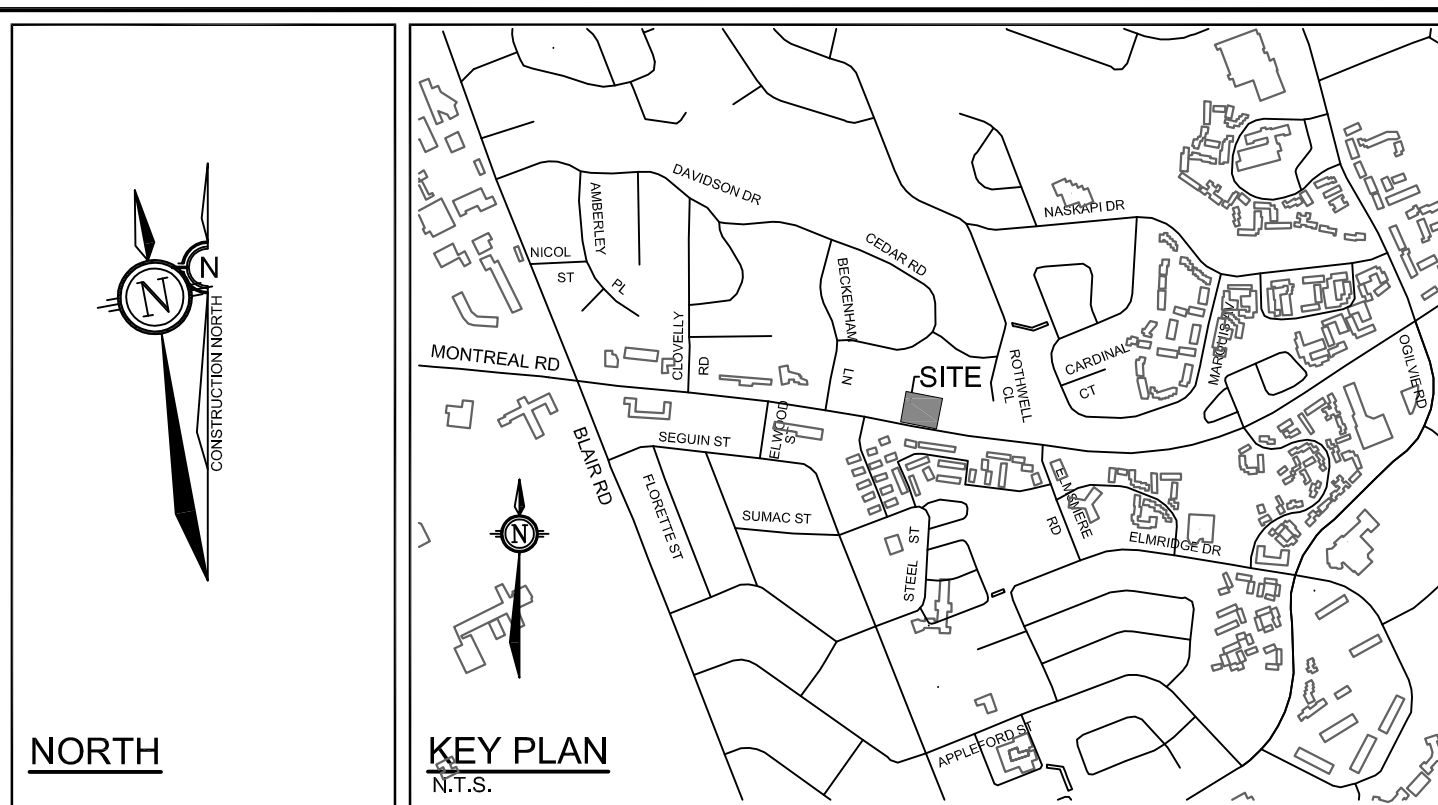 N
N
CONSTRUCTION NORTH
NORTH
DAVIDSON DR
NASKAPI DR
AMBERLEY
PL
NICOL
ST
CEDAR RD
BECKENHAM
LN
CLOVELLY
RD
MONTREAL RD
SITE
ROTHWELL
CL
CARDINAL
CT
MARQUIS AV
OGILVIE RD
BLAIR RD
SEGUIN ST
ELWOOD
ST
FLORETTE ST
SUMAC ST
N
STEEL ST
ELMSMERE
RD
ELMRIDGE DR
APPLEFORD ST
KEY PLAN
N.T.S.